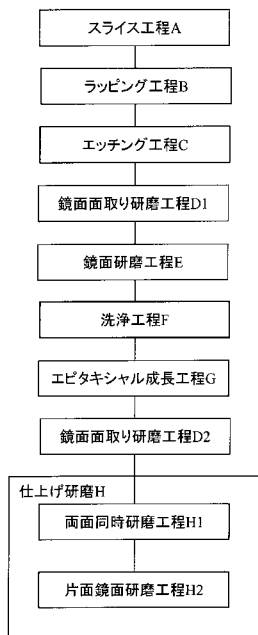 スライス工程A
ラッピング工程B
エッチング工程C
鏡面面取り研磨工程D1
鏡面研磨工程E
洗浄工程F
エピタキシャル成長工程G
鏡面面取り研磨工程D2
仕上げ研磨H
両面同時研磨工程H1
片面鏡面研磨工程H2